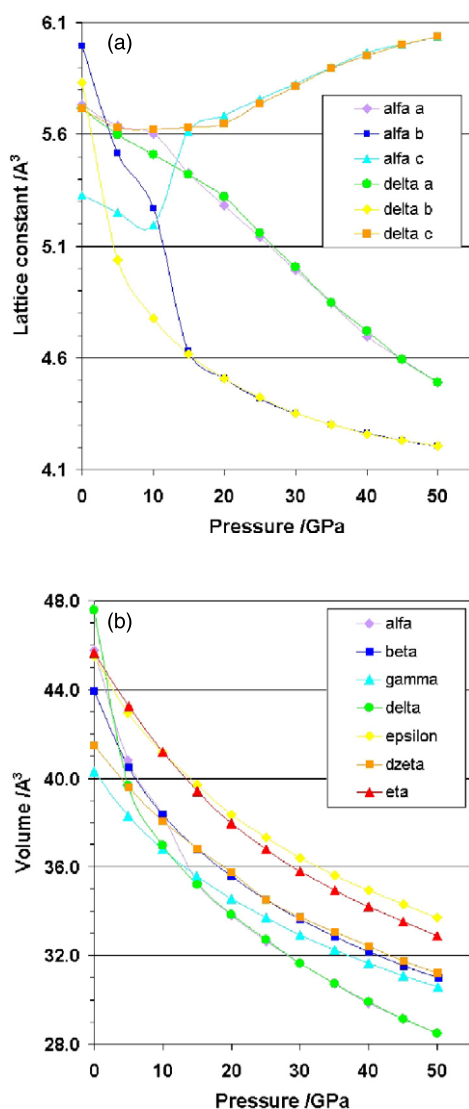 (a)
6.1
5.6
5.1
4.6
4.1
Lattice constant /A³
alfa a
alfa b
alfa c
delta a
delta b
delta c
0 10 20 30 40 50
Pressure /GPa
(b)
48.0
44.0
40.0
36.0
32.0
28.0
Volume /A³
alfa
beta
gamma
delta
epsilon
dzeta
eta
0 10 20 30 40 50
Pressure /GPa